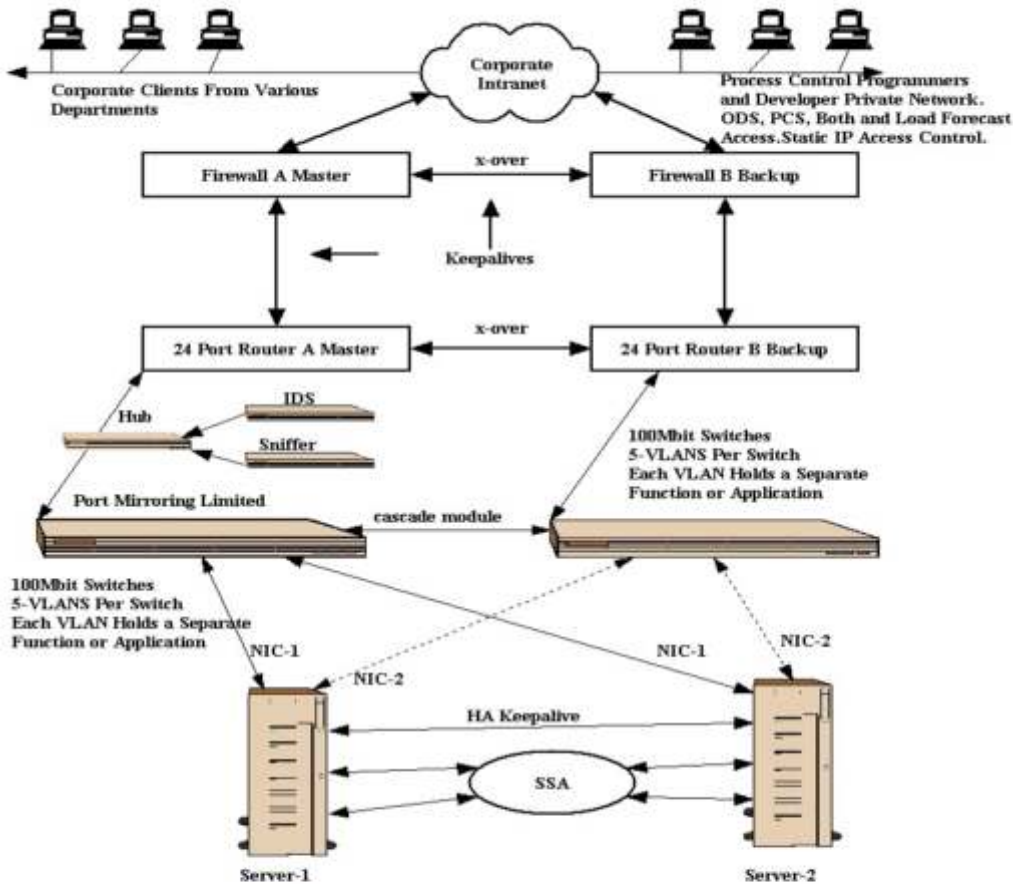 Corporate Intranet
Corporate Clients From Various
Departments
Process Control Programmers
and Developer Private Network.
ODS, PCS, Both and Load Forecast
Access.Static IP Access Control.
Firewall A Master
x-over
Firewall B Backup
Keepalives
24 Port Router A Master
x-over
24 Port Router B Backup
Hub
IDS
Sniffer
Port Mirroring Limited
100Mbit Switches
5-VLANS Per Switch
Each VLAN Holds a Separate
Function or Application
cascade module
100Mbit Switches
5-VLANS Per Switch
Each VLAN Holds a Separate
Function or Application
NIC-1
NIC-2
NIC-1
NIC-2
HA Keepalive
SSA
Server-1
Server-2